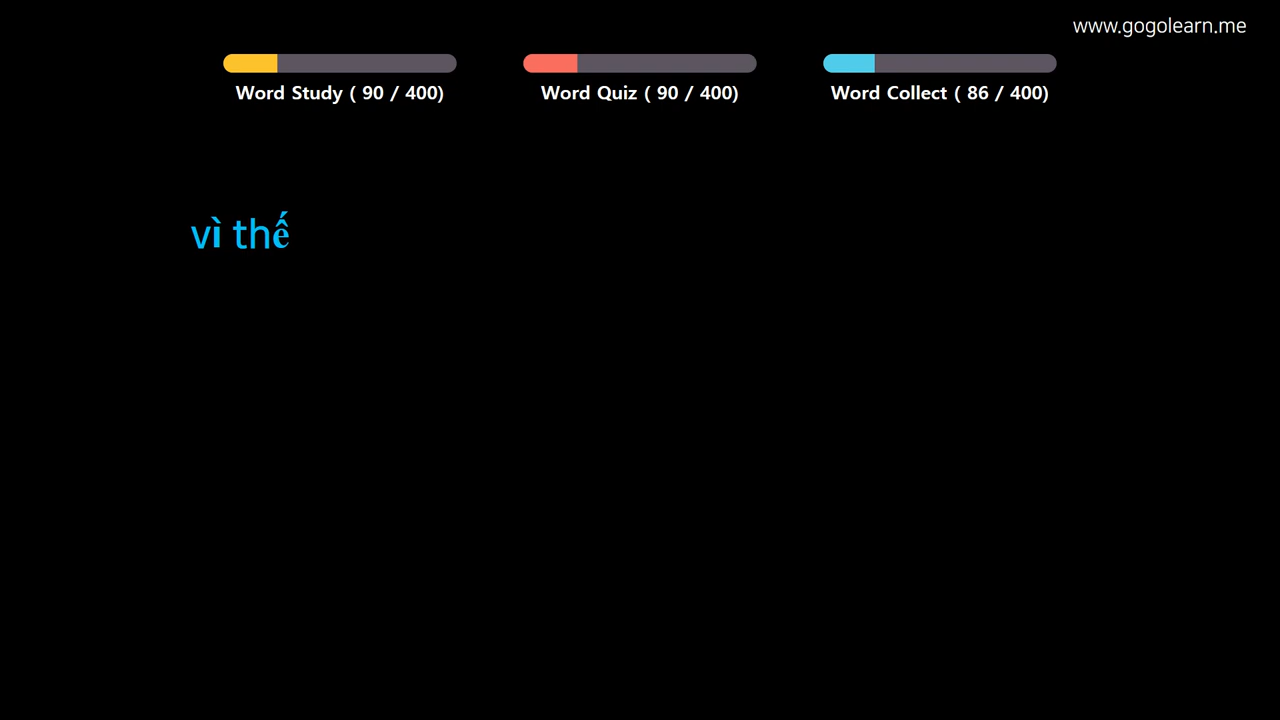 www.gogolearn.me
Word Study ( 90 / 400)
Word Quiz ( 90 / 400)
Word Collect ( 86 / 400)
vì thế